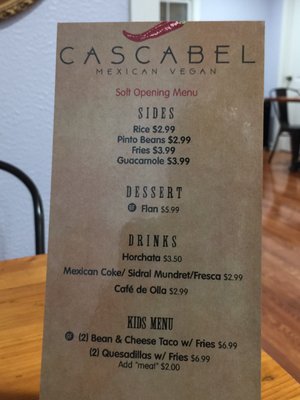 CASCABEL
MEXICAN VEGAN
Soft Opening Menu
SIDES
Rice $2.99
Pinto Beans $2.99
Fries $3.99
Guacamole $3.99
DESSERT
GF Flan $5.99
DRINKS
Horchata $3.50
Mexican Coke/ Sidral Mundret/Fresca $2.99
Café de Olla $2.99
KIDS MENU
GF (2) Bean & Cheese Taco w/ Fries $6.99
(2) Quesadillas w/ Fries $6.99
Add "meat" $2.00